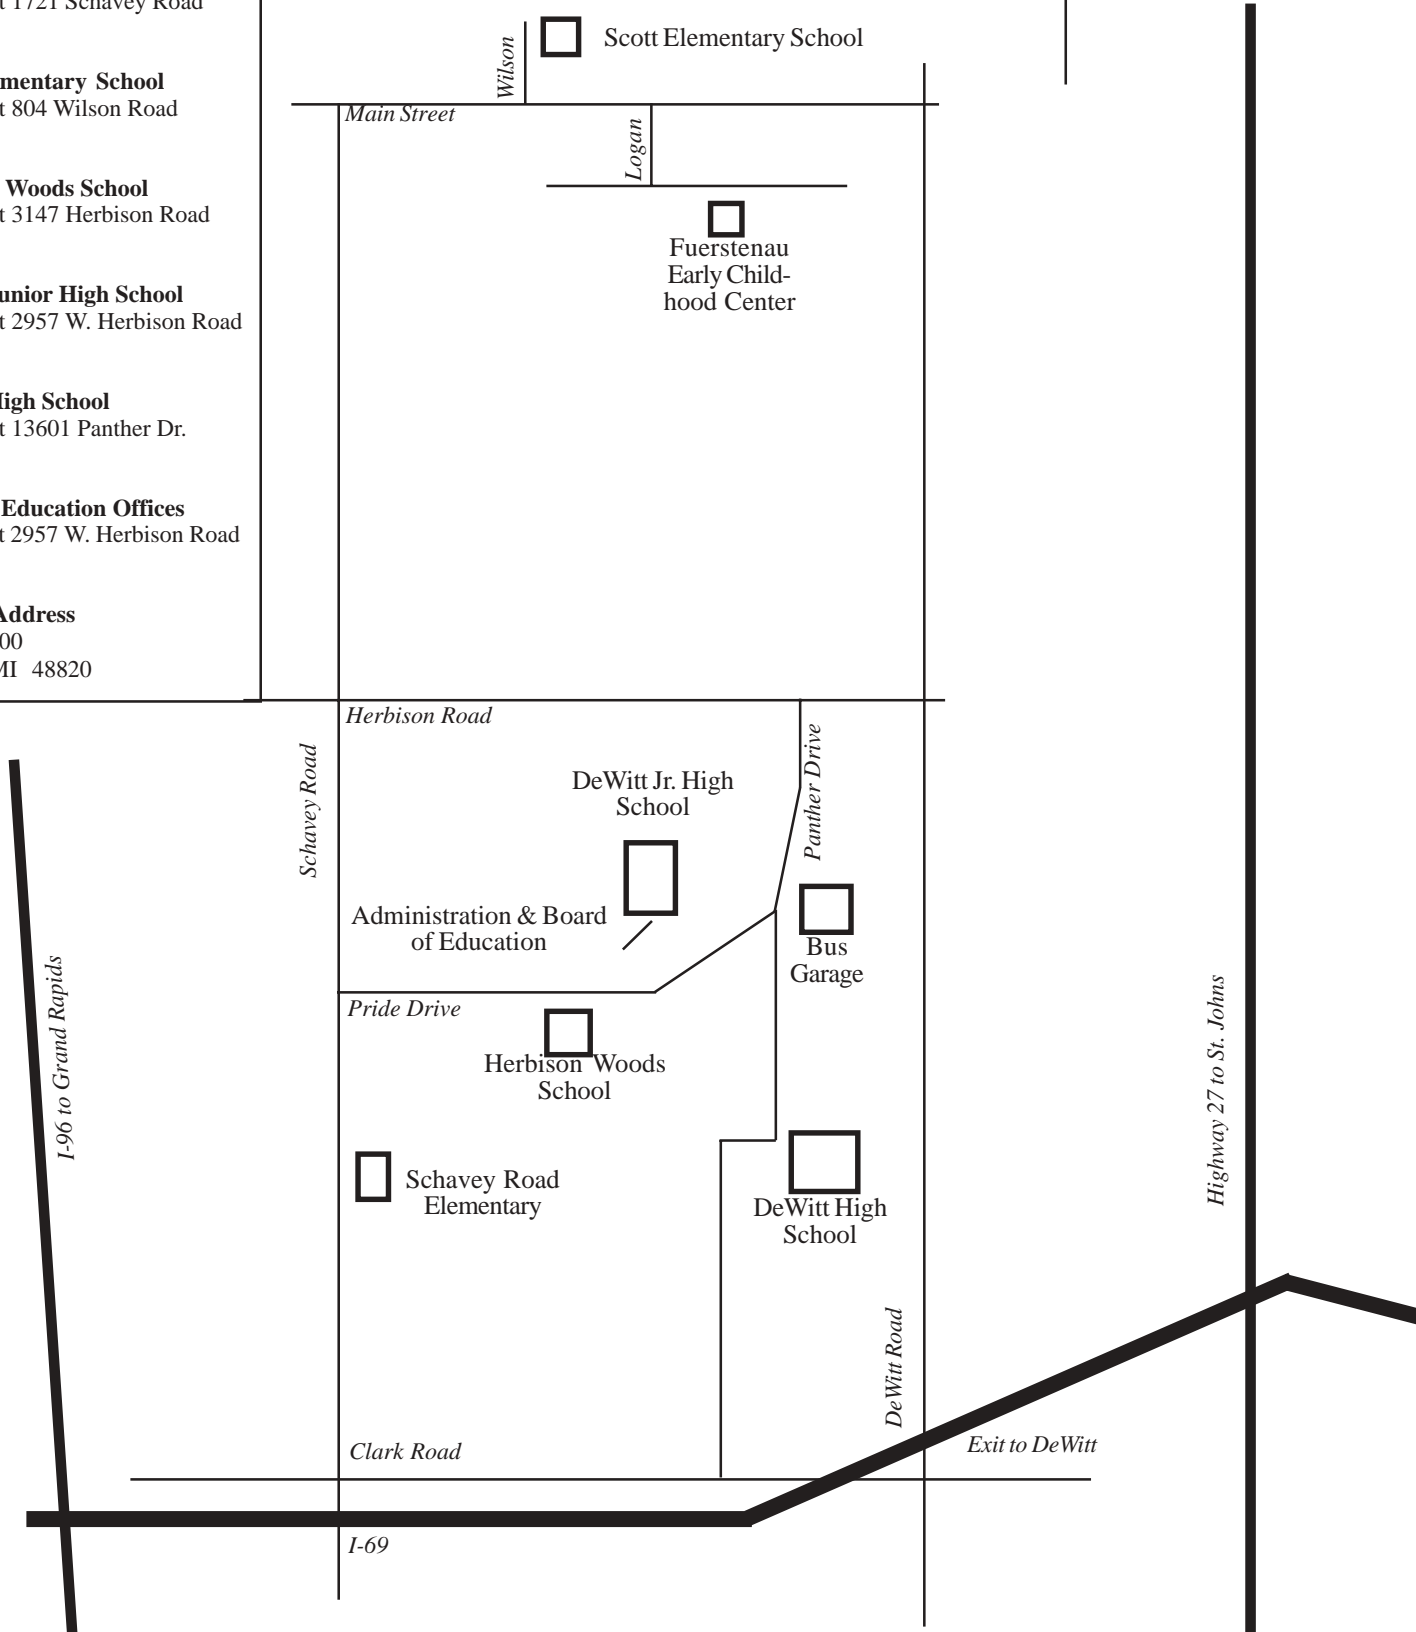 1721 Schavey Road
School
804 Wilson Road
Woods School
3147 Herbison Road
High School
2957 W. Herbison Road
School
13601 Panther Dr.
Education Offices
2957 W. Herbison Road
Address
00
MI 48820
Scott Elementary School
Wilson
Main Street
Logan
Fuerstenau
Early Child-
hood Center
Herbison Road
Schavey Road
Panther Drive
DeWitt Jr. High
School
Administration & Board
of Education
Bus
Garage
Pride Drive
Herbison Woods
School
I-96 to Grand Rapids
Highway 27 to St. Johns
Schavey Road
Elementary
DeWitt High
School
DeWitt Road
Clark Road
Exit to DeWitt
I-69